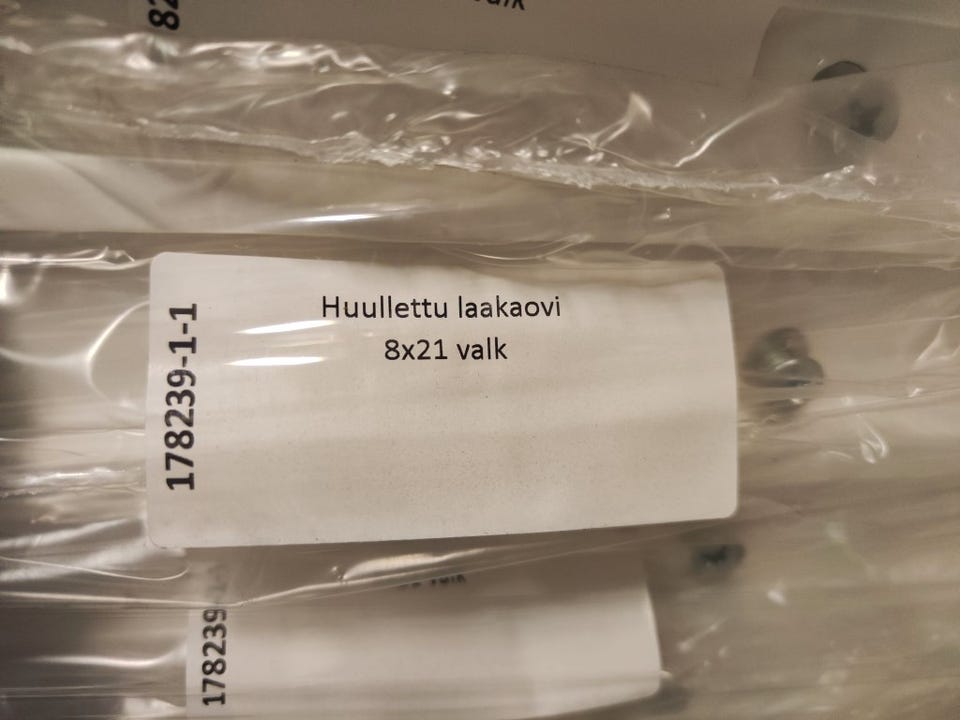 178239-1-1
Huullettu laakaovi
8x21 valk
178239